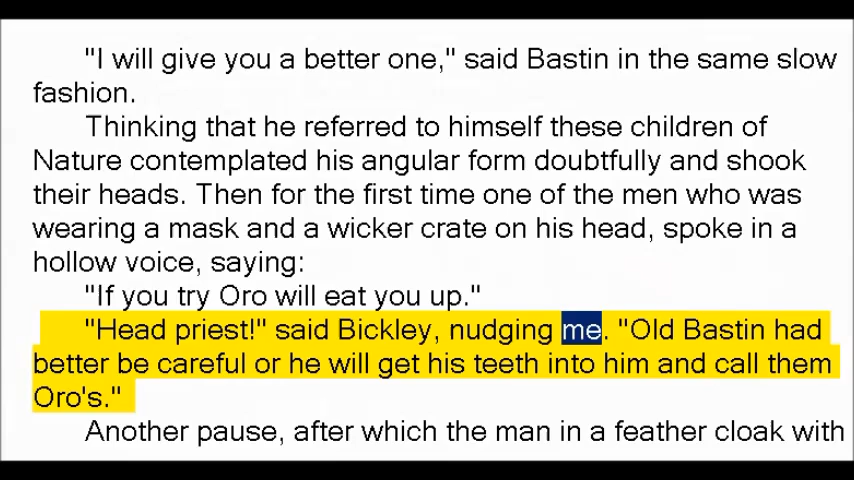 "I will give you a better one," said Bastin in the same slow
fashion.
Thinking that he referred to himself these children of
Nature contemplated his angular form doubtfully and shook
their heads. Then for the first time one of the men who was
wearing a mask and a wicker crate on his head, spoke in a
hollow voice, saying:
"If you try Oro will eat you up."
"Head priest!" said Bickley, nudging me. "Old Bastin had
better be careful or he will get his teeth into him and call them
Oro's."
Another pause, after which the man in a feather cloak with